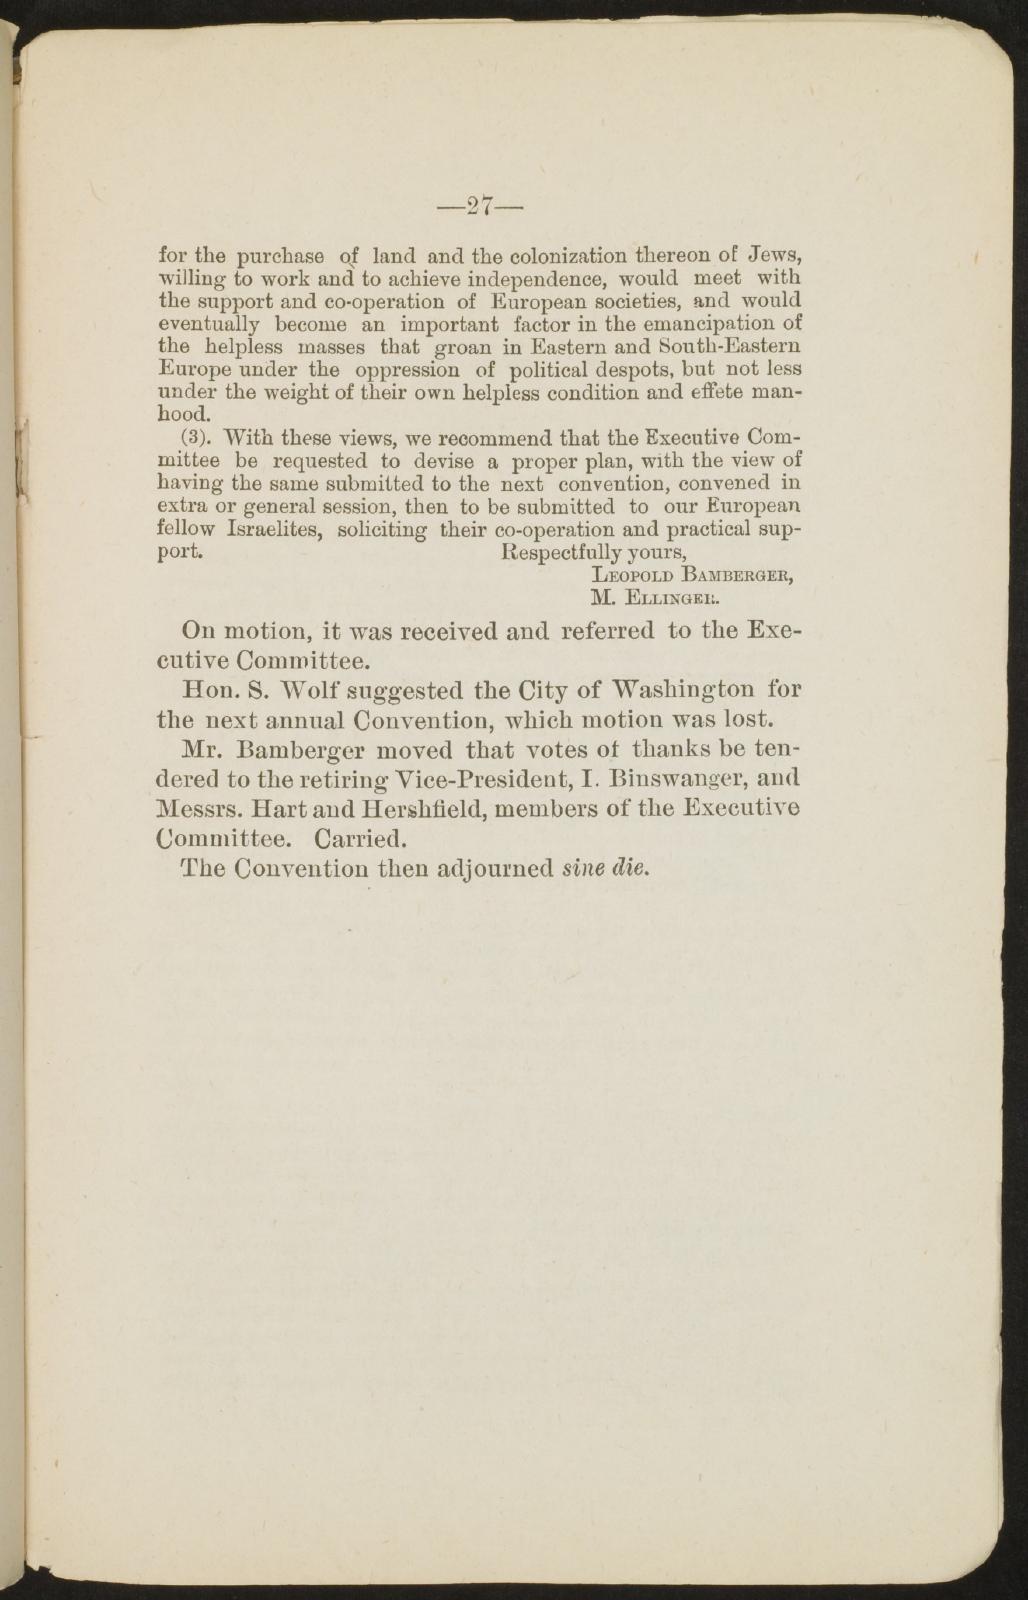 —27—
for the purchase of land and the colonization thereon of Jews,
willing to work and to achieve independence, would meet with
the support and co-operation of European societies, and would
eventually become an important factor in the emancipation of
the helpless masses that groan in Eastern and South-Eastern
Europe under the oppression of political despots, but not less
under the weight of their own helpless condition and effete man-
hood.
(3). With these views, we recommend that the Executive Com-
mittee be requested to devise a proper plan, with the view of
having the same submitted to the next convention, convened in
extra or general session, then to be submitted to our European
fellow Israelites, soliciting their co-operation and practical sup-
port. Respectfully yours,
LEOPOLD BAMBERGER,
M. ELLINGER.
On motion, it was received and referred to the Exe-
cutive Committee.
Hon. S. Wolf suggested the City of Washington for
the next annual Convention, which motion was lost.
Mr. Bamberger moved that votes of thanks be ten-
dered to the retiring Vice-President, I. Binswanger, and
Messrs. Hart and Hershfield, members of the Executive
Committee. Carried.
The Convention then adjourned sine die.